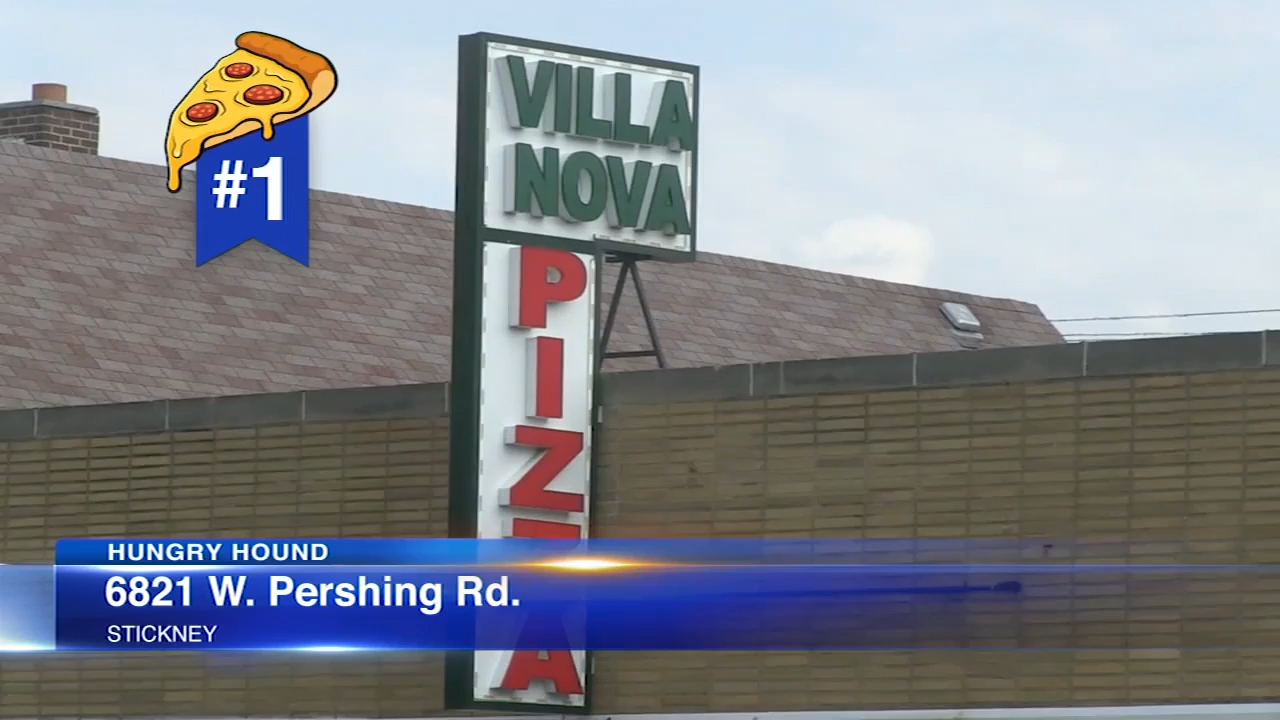 #1
VILLA
NOVA
PIZZA
HUNGRY HOUND
6821 W. Pershing Rd.
STICKNEY